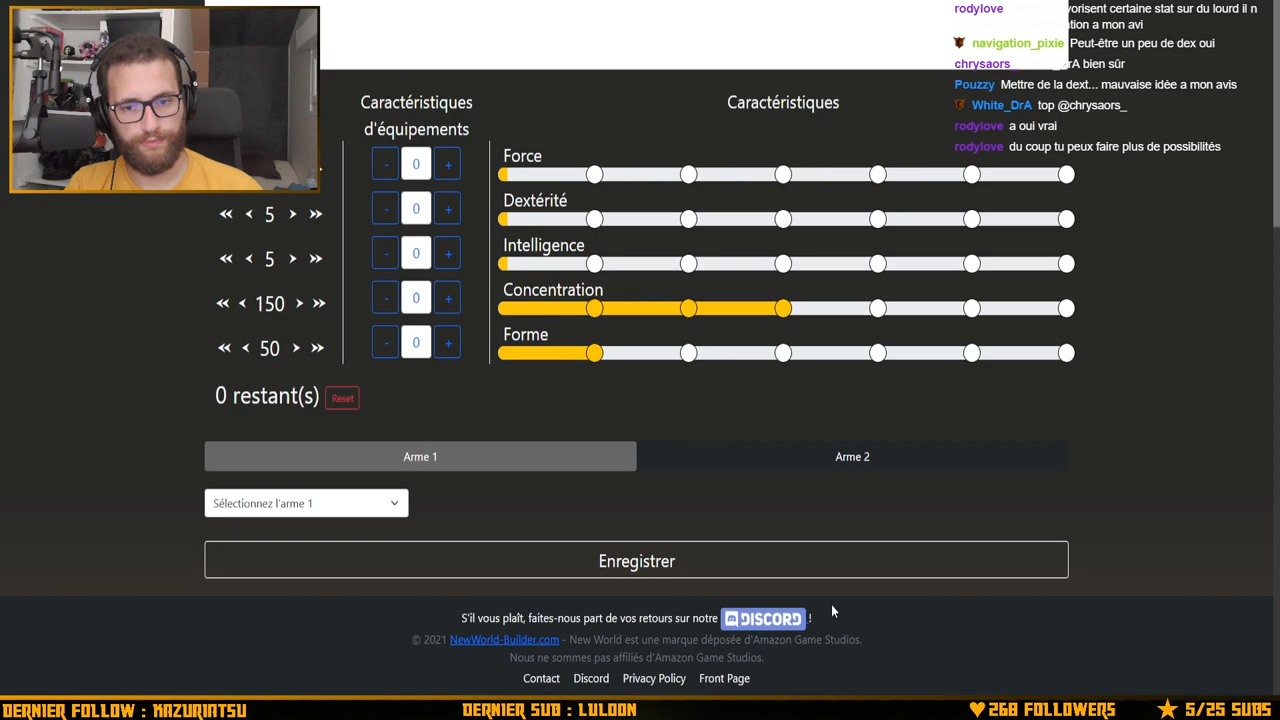 rodylove
vorisent certaine stat sur du lourd il n
a mon avi
navigation_pixie Peut-être un peu de dex oui
chrysaors_ _DrA bien sûr
Pouzzy Mettre de la dext... mauvaise idée a mon avis
White_DrA top @chrysaors_
rodylove a oui vrai
rodylove du coup tu peux faire plus de possibilités
Caractéristiques
d'équipements
Caractéristiques
- 0 +
Force
<< < 5 > >>
- 0 +
Dextérité
<< < 5 > >>
- 0 +
Intelligence
<< < 150 > >>
- 0 +
Concentration
<< < 50 > >>
- 0 +
Forme
0 restant(s) Reset
Arme 1
Arme 2
Sélectionnez l'arme 1
Enregistrer
S'il vous plaît, faites-nous part de vos retours sur notre DISCORD !
© 2021 NewWorld-Builder.com - New World est une marque déposée d'Amazon Game Studios.
Nous ne sommes pas affiliés d'Amazon Game Studios.
Contact Discord Privacy Policy Front Page
DERNIER FOLLOW : KAZURIATSU
DERNIER SUB : LULOON
268 FOLLOWERS
5/25 SUBS